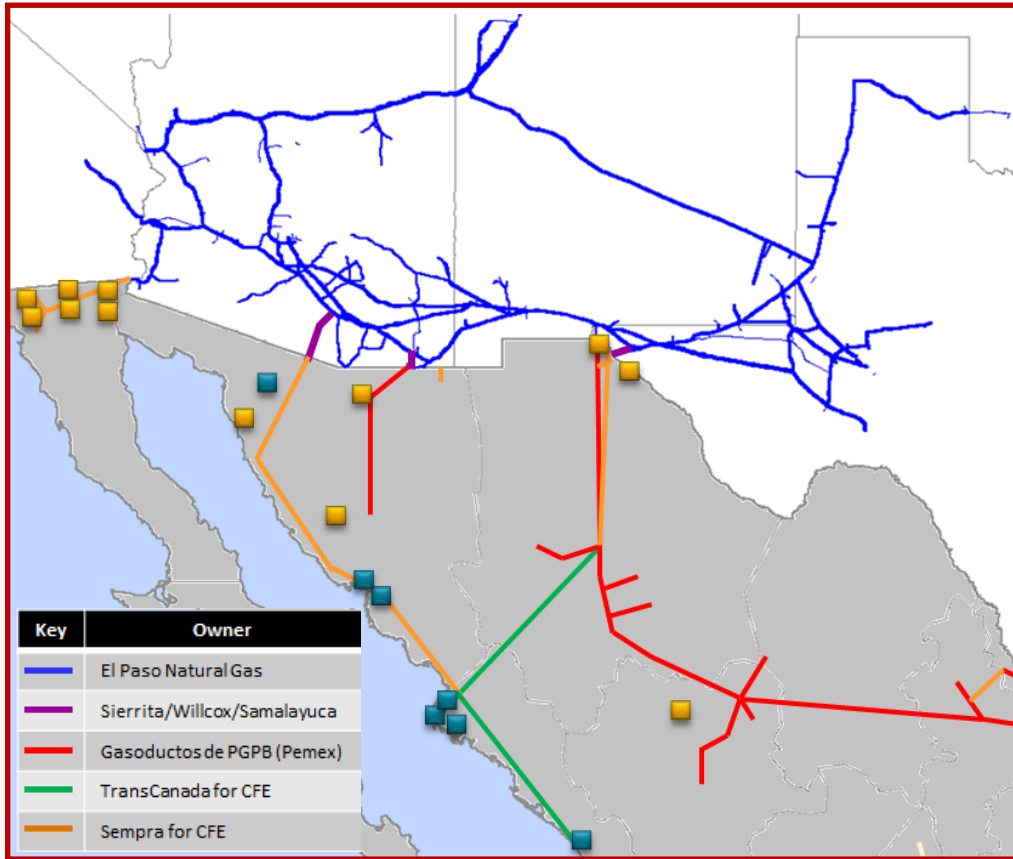 Key Owner
El Paso Natural Gas
Sierrita/Willcox/Samalayuca
Gasoductos de PGPB (Pemex)
TransCanada for CFE
Sempra for CFE